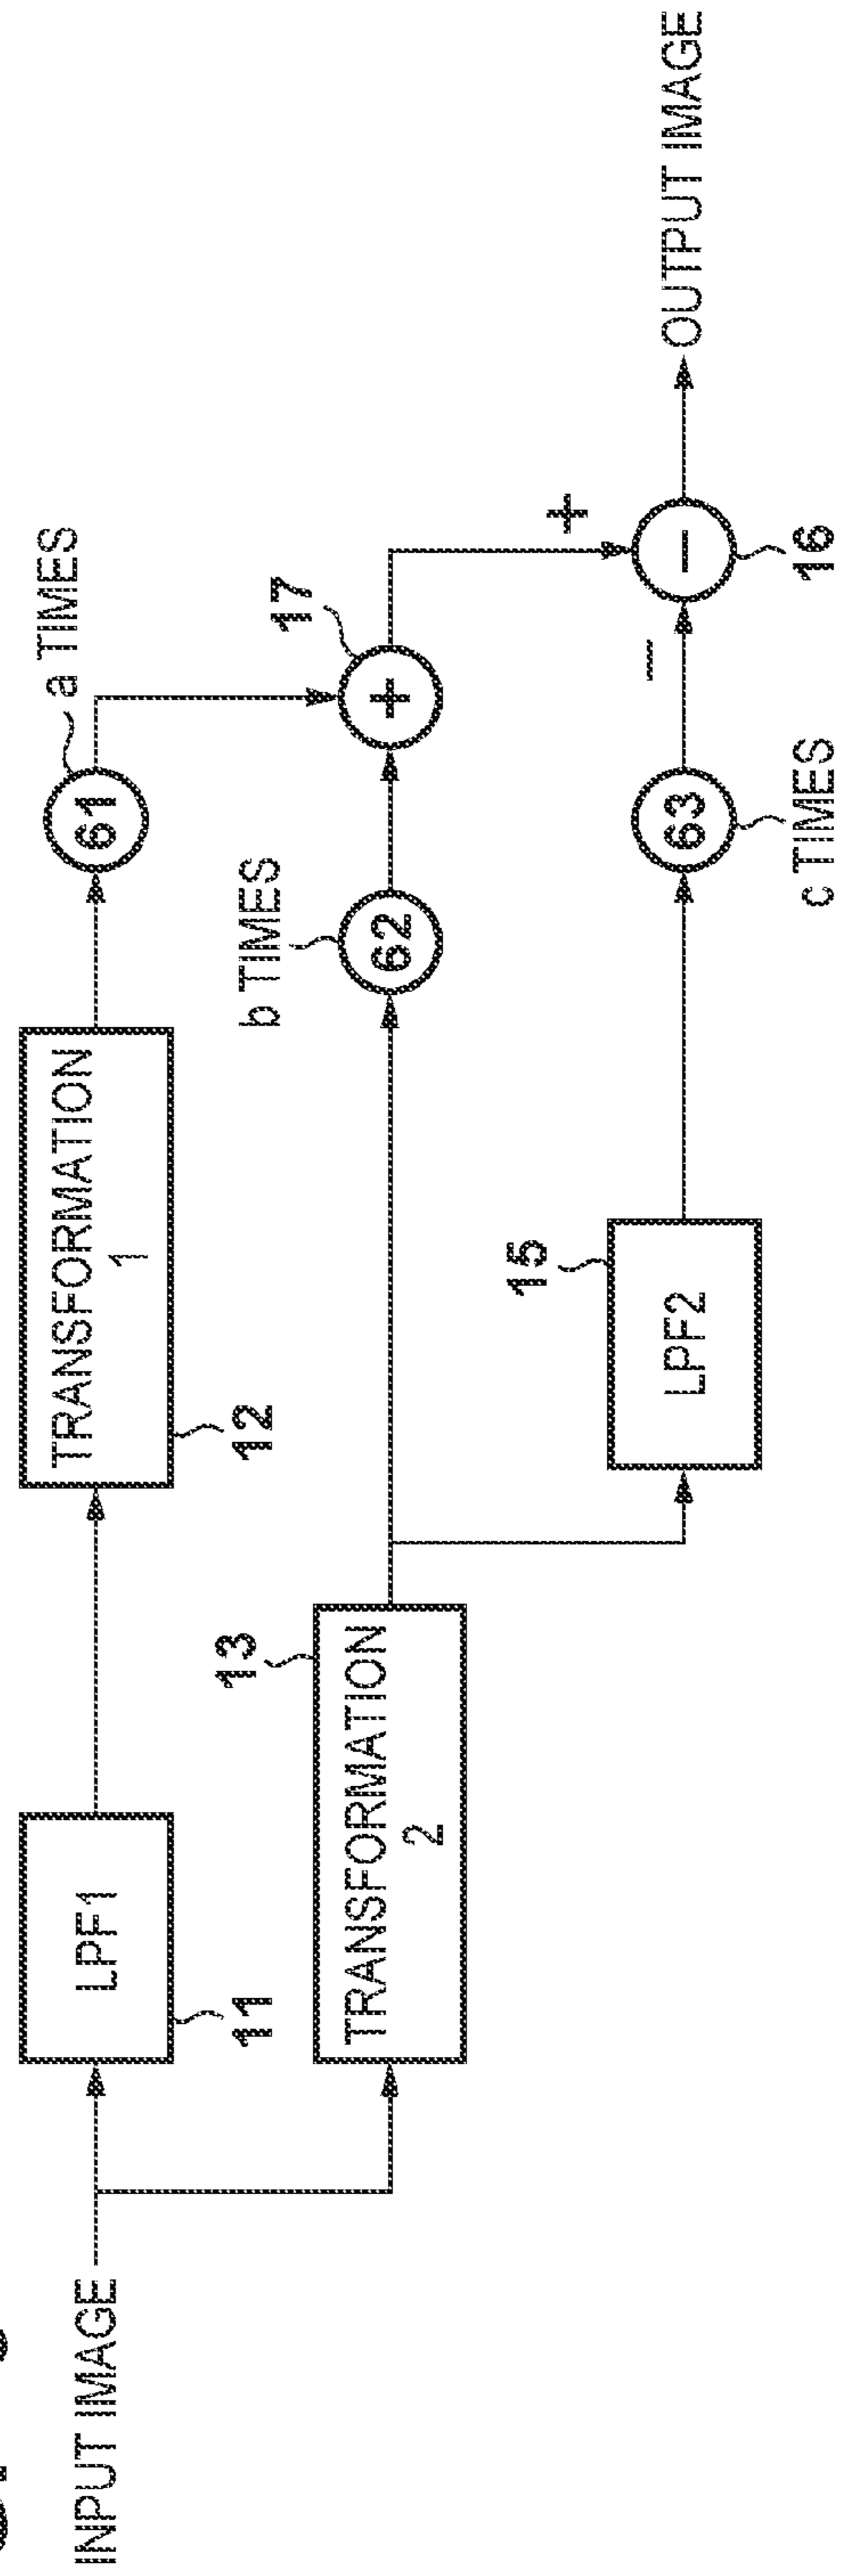 INPUT IMAGE
LPF1
11
TRANSFORMATION
1
12
61
a TIMES
TRANSFORMATION
2
13
62
b TIMES
+
17
LPF2
15
63
c TIMES
+
−
−
16
OUTPUT IMAGE